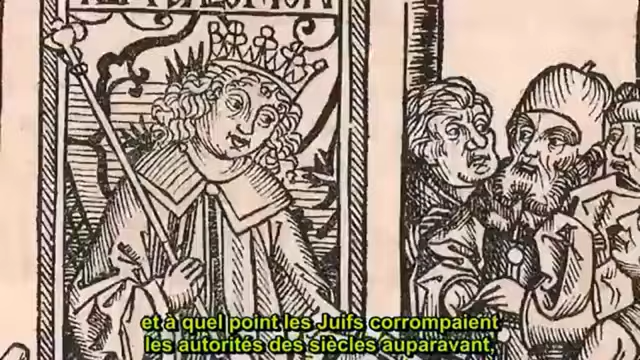 et à quel point les Juifs corrompaient
les autorités des siècles auparavant,